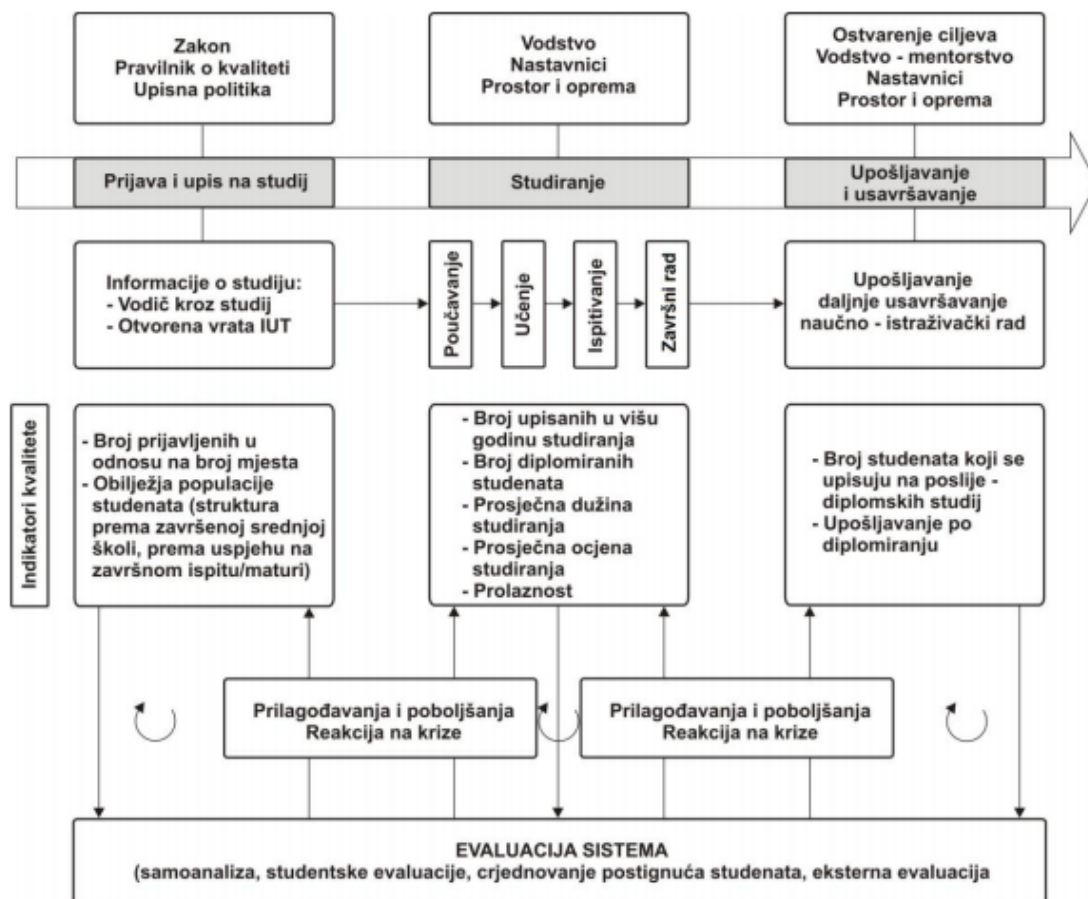 Zakon
Pravilnik o kvaliteti
Upisna politika
Vodstvo
Nastavnici
Prostor i oprema
Ostvarenje ciljeva
Vodstvo - mentorstvo
Nastavnici
Prostor i oprema
Prijava i upis na studij
Studiranje
Upošljavanje
i usavršavanje
Informacije o studiju:
- Vodič kroz studij
- Otvorena vrata IUT
Poučavanje
Učenje
Ispitivanje
Završni rad
Upošljavanje
daljnje usavršavanje
naučno - istraživački rad
Indikatori kvalitete
- Broj prijavljenih u
odnosu na broj mjesta
- Obilježja populacije
studenata (struktura
prema završenoj srednjoj
školi, prema uspjehu na
završnom ispitu/maturi)
- Broj upisanih u višu
godinu studiranja
- Broj diplomiranih
studenata
- Prosječna dužina
studiranja
- Prosječna ocjena
studiranja
- Prolaznost
- Broj studenata koji se
upisuju na poslije -
diplomskih studij
- Upošljavanje po
diplomiranju
Prilagođavanja i poboljšanja
Reakcija na krize
Prilagođavanja i poboljšanja
Reakcija na krize
EVALUACIJA SISTEMA
(samoanaliza, studentske evaluacije, crjednovanje postignuća studenata, eksterna evaluacija